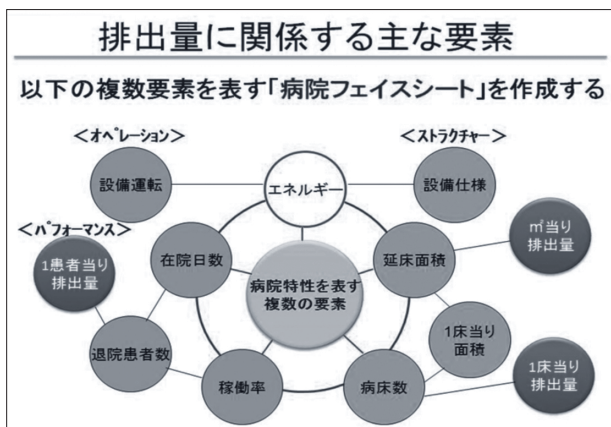 排出量に関係する主な要素
以下の複数要素を表す「病院フェイスシート」を作成する
＜ｵﾍﾟﾚｰｼｮﾝ＞
＜ｽﾄﾗｸﾁｬｰ＞
設備運転
エネルギー
設備仕様
＜ﾊﾟﾌｫｰﾏﾝｽ＞
1患者当り
排出量
在院日数
病院特性を表す
複数の要素
延床面積
㎡当り
排出量
退院患者数
稼働率
病床数
1床当り
面積
1床当り
排出量